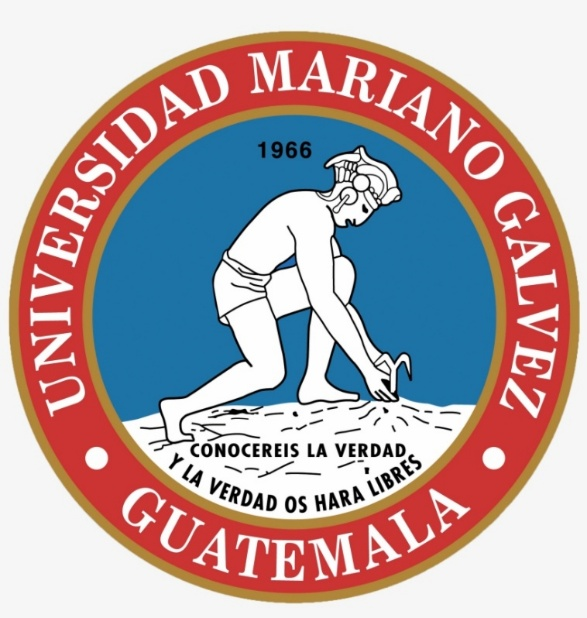 UNIVERSIDAD MARIANO GALVEZ
1966
CONOCEREIS LA VERDAD
Y LA VERDAD OS HARA LIBRES
GUATEMALA